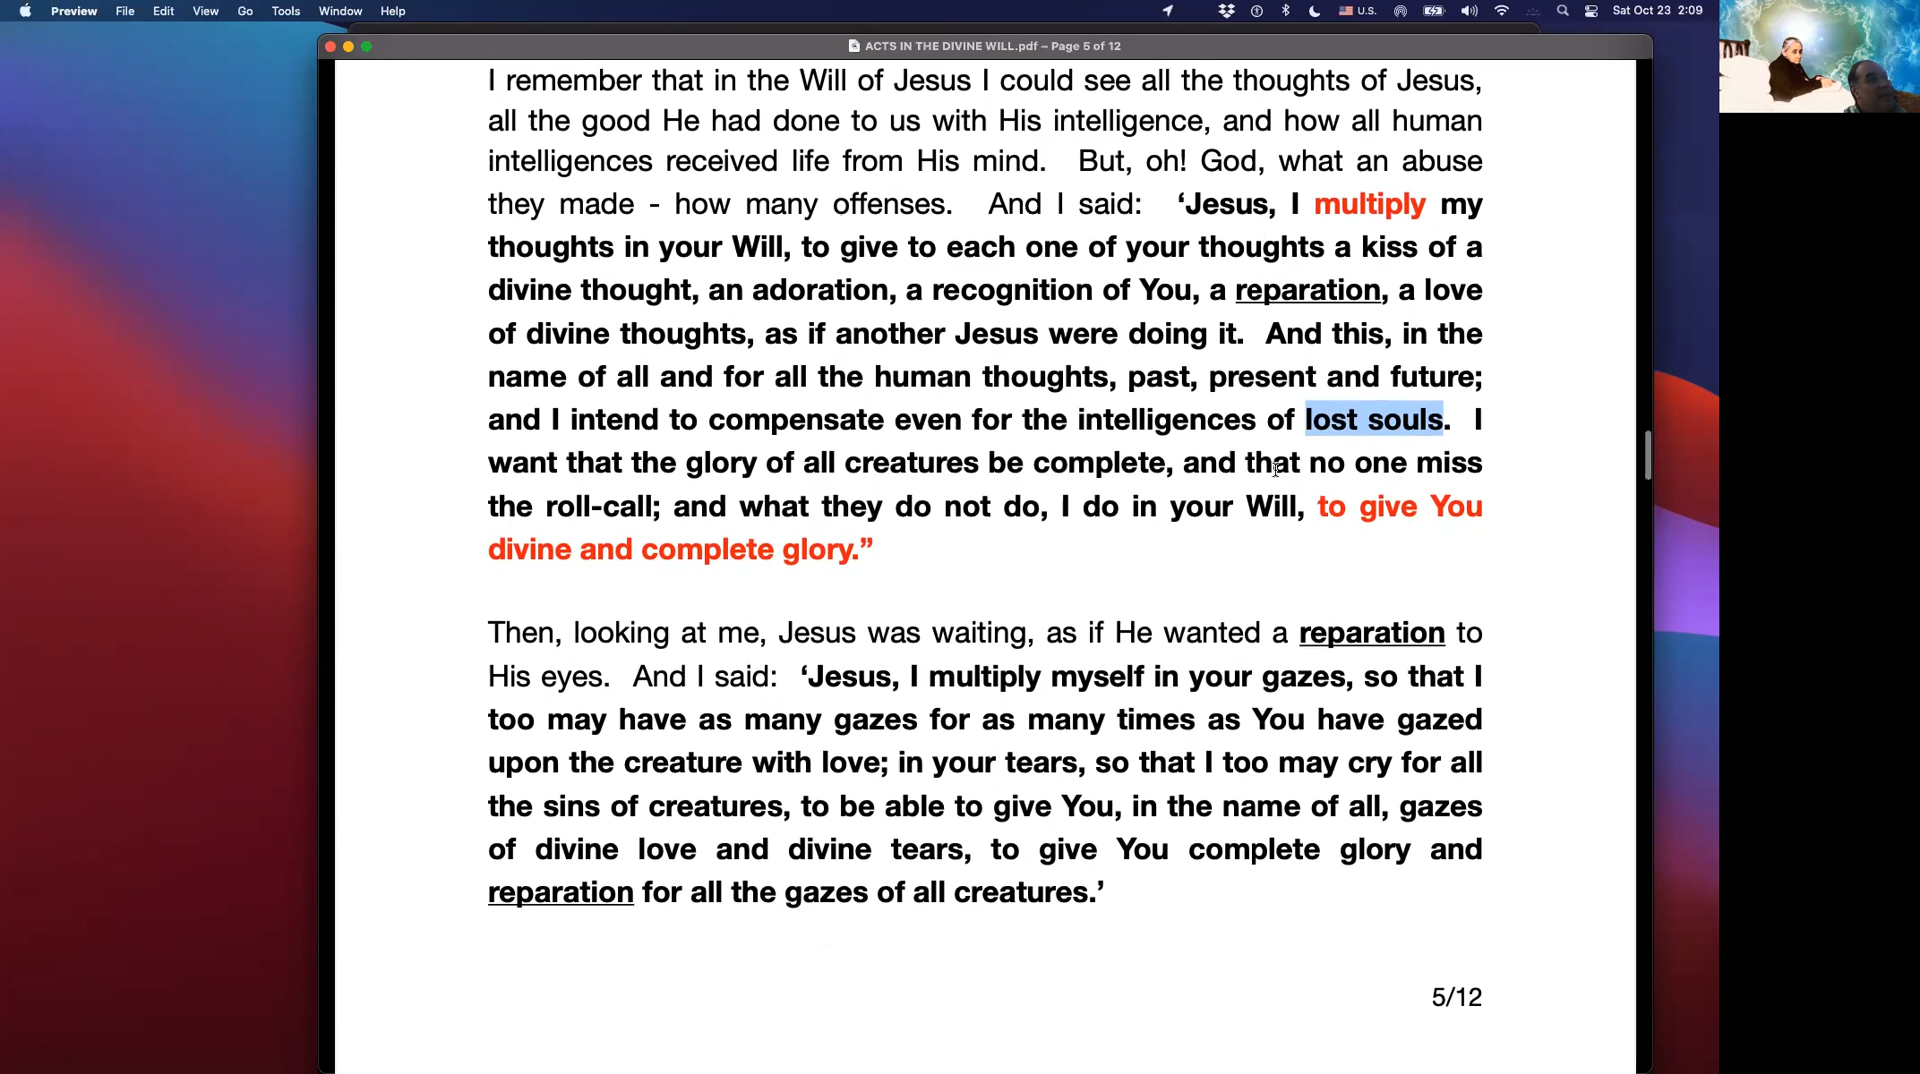 Preview File Edit View Go Tools Window Help U.S. Sat Oct 23 2:09
ACTS IN THE DIVINE WILL.pdf – Page 5 of 12
I remember that in the Will of Jesus I could see all the thoughts of Jesus,
all the good He had done to us with His intelligence, and how all human
intelligences received life from His mind. But, oh! God, what an abuse
they made - how many offenses. And I said: ‘Jesus, I multiply my
thoughts in your Will, to give to each one of your thoughts a kiss of a
divine thought, an adoration, a recognition of You, a reparation, a love
of divine thoughts, as if another Jesus were doing it. And this, in the
name of all and for all the human thoughts, past, present and future;
and I intend to compensate even for the intelligences of lost souls. I
want that the glory of all creatures be complete, and that no one miss
the roll-call; and what they do not do, I do in your Will, to give You
divine and complete glory.”
Then, looking at me, Jesus was waiting, as if He wanted a reparation to
His eyes. And I said: ‘Jesus, I multiply myself in your gazes, so that I
too may have as many gazes for as many times as You have gazed
upon the creature with love; in your tears, so that I too may cry for all
the sins of creatures, to be able to give You, in the name of all, gazes
of divine love and divine tears, to give You complete glory and
reparation for all the gazes of all creatures.’
5/12